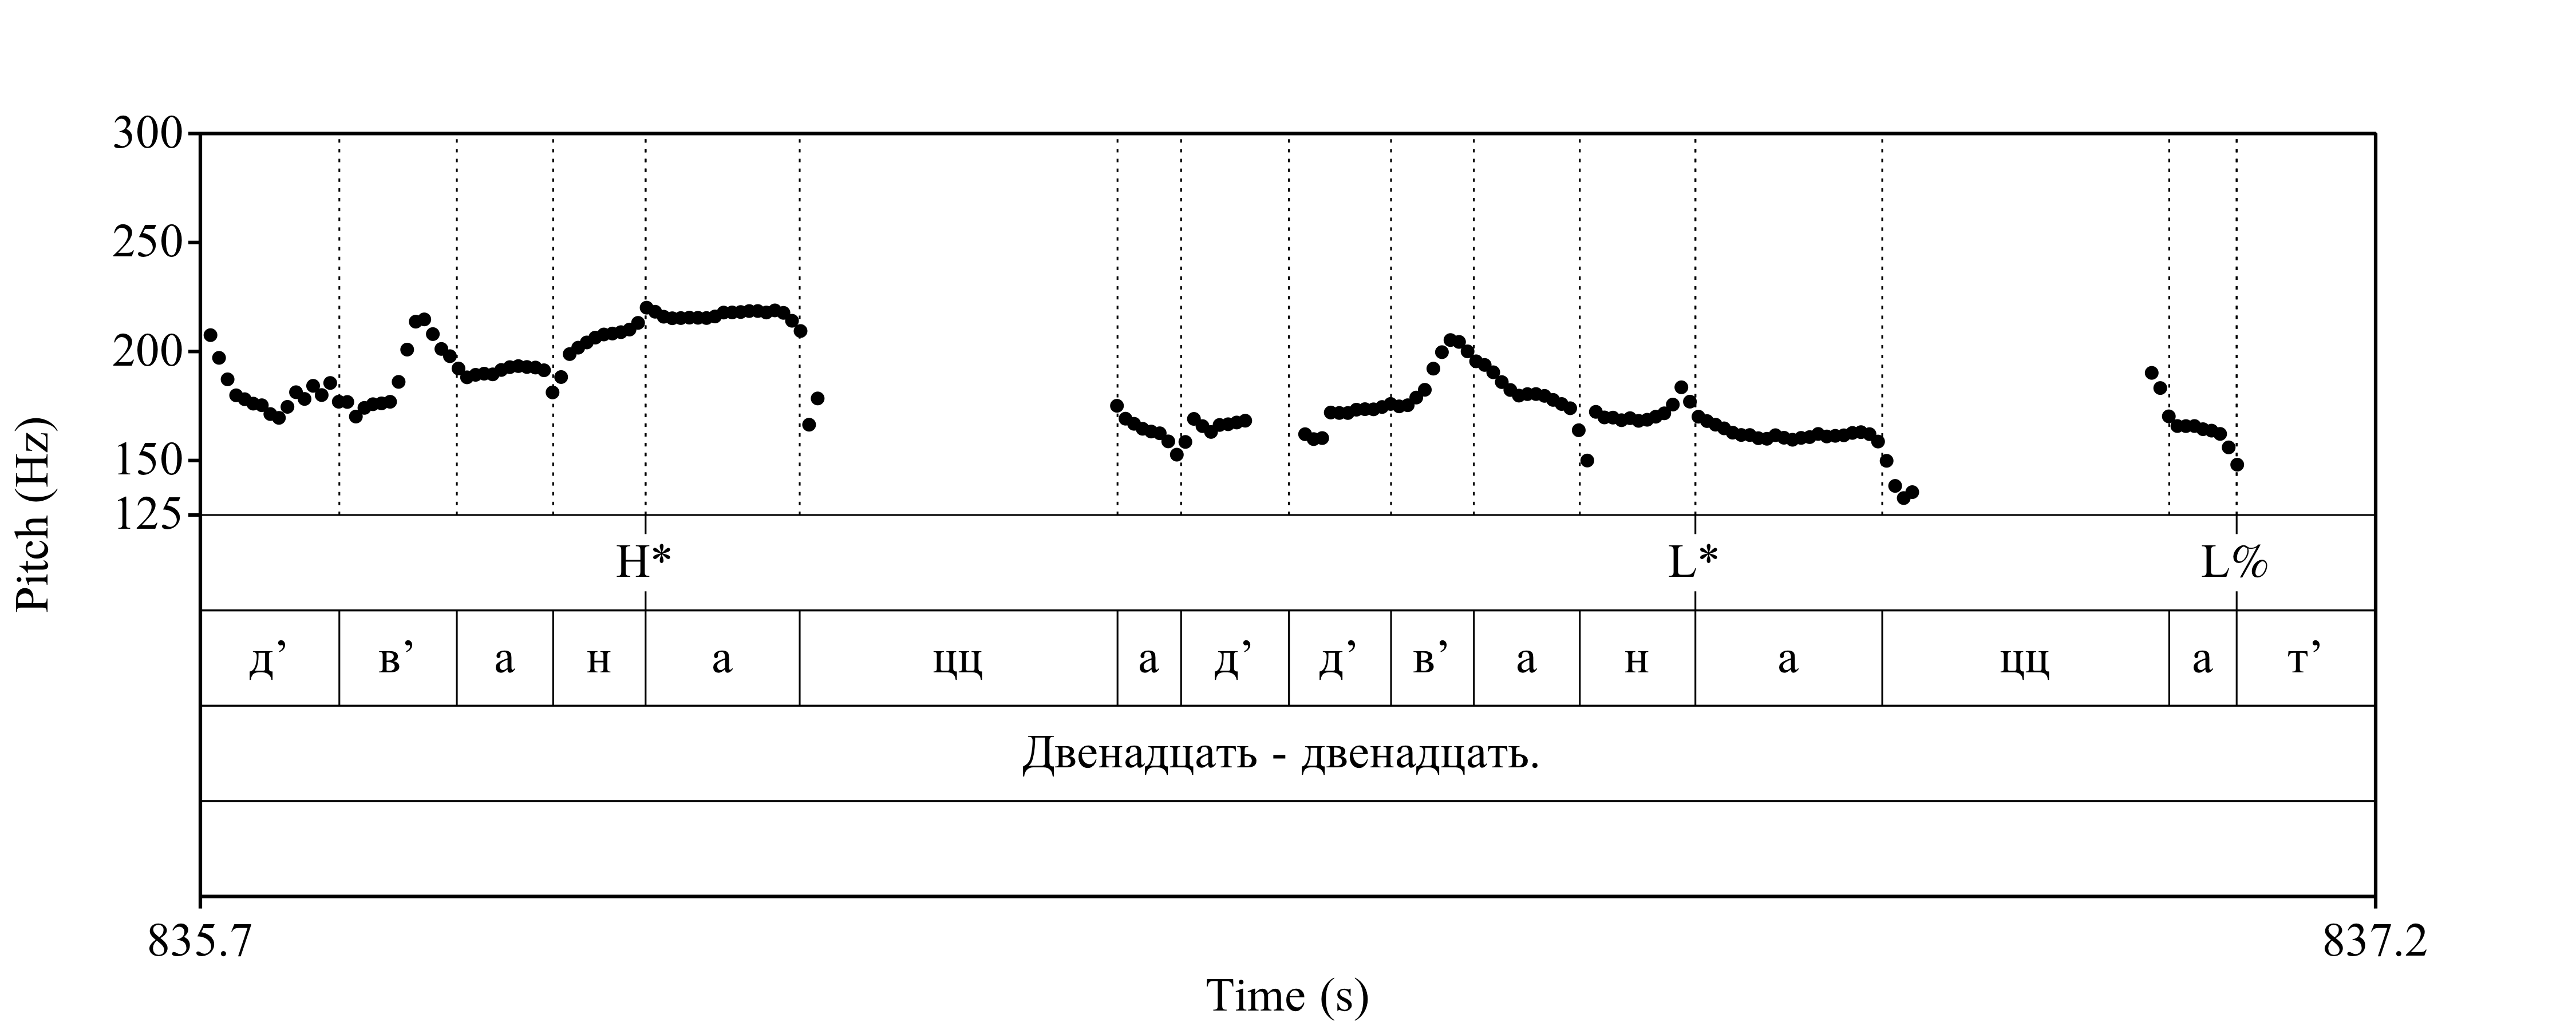 300
250
200
150
125
Pitch (Hz)
H* L* L%
д’ в’ а н а цц а д’ д’ в’ а н а цц а т’
Двенадцать - двенадцать.
835.7 837.2
Time (s)